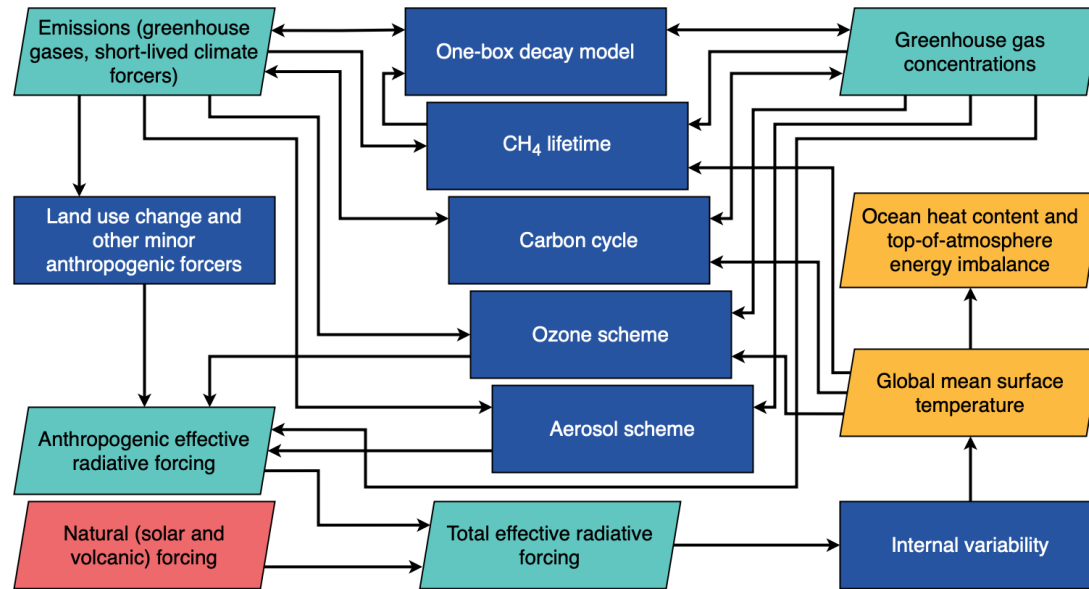 Emissions (greenhouse
gases, short-lived climate
forcers)
One-box decay model
Greenhouse gas
concentrations
CH₄ lifetime
Land use change and
other minor
anthropogenic forcers
Carbon cycle
Ocean heat content and
top-of-atmosphere
energy imbalance
Ozone scheme
Global mean surface
temperature
Anthropogenic effective
radiative forcing
Aerosol scheme
Natural (solar and
volcanic) forcing
Total effective radiative
forcing
Internal variability